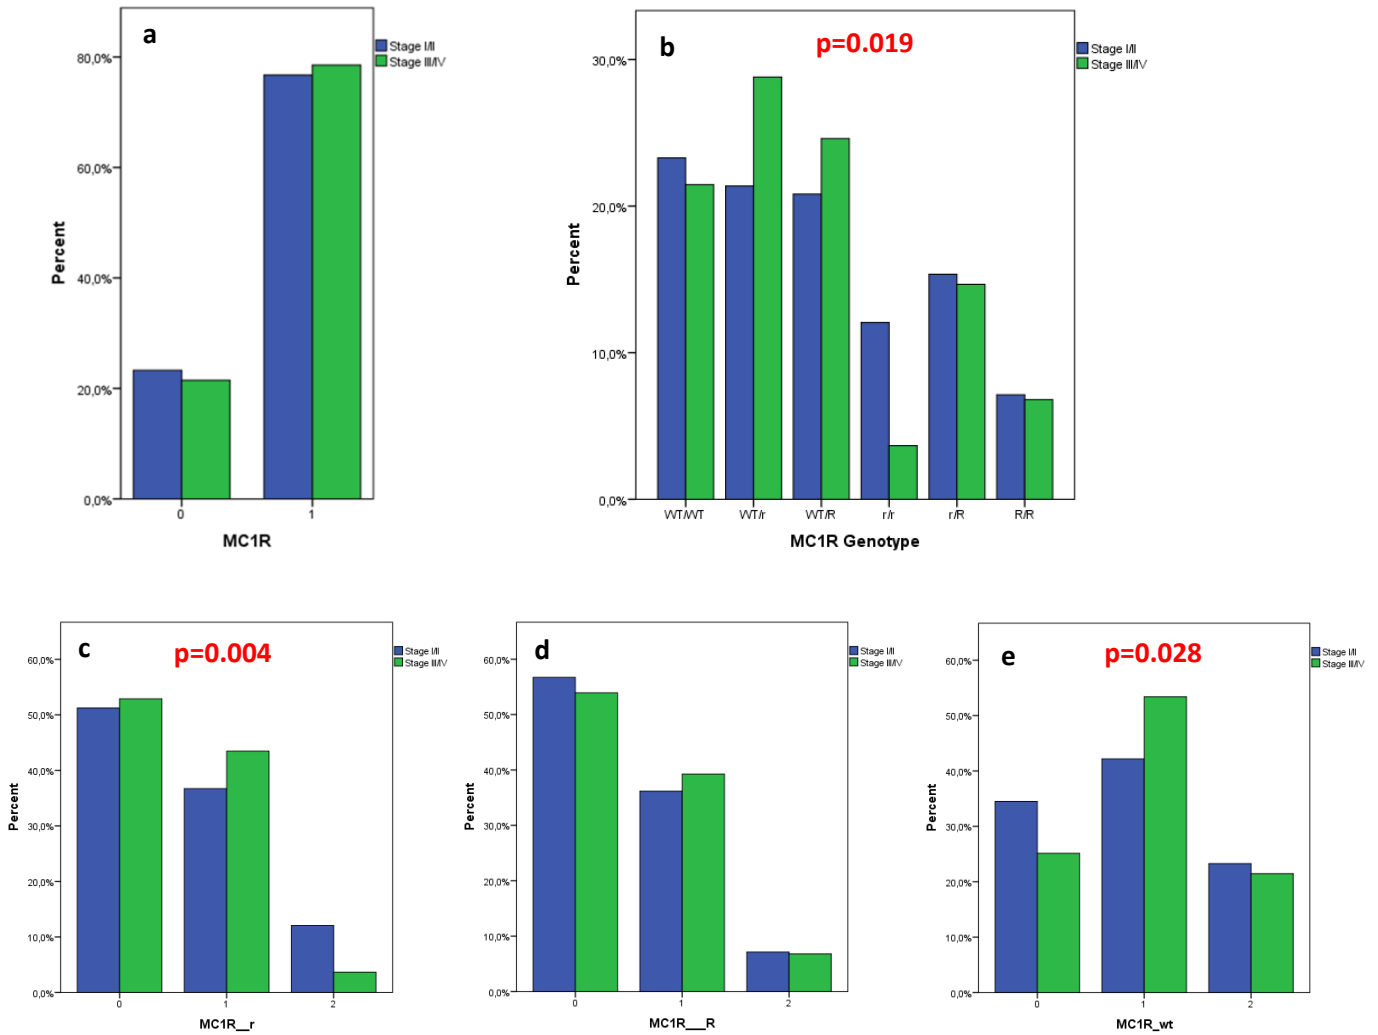 a
80,0%
60,0%
40,0%
20,0%
0,0%
Percent
0
1
MC1R
Stage I/II
Stage III/IV
b
p=0.019
30,0%
20,0%
10,0%
0,0%
Percent
WT/WT
WT/r
WT/R
r/r
r/R
R/R
MC1R Genotype
Stage I/II
Stage III/IV
c
p=0.004
60,0%
50,0%
40,0%
30,0%
20,0%
10,0%
0,0%
Percent
0
1
2
MC1R__r
Stage I/II
Stage III/IV
d
60,0%
50,0%
40,0%
30,0%
20,0%
10,0%
0,0%
Percent
0
1
2
MC1R___R
Stage I/II
Stage III/IV
e
p=0.028
60,0%
50,0%
40,0%
30,0%
20,0%
10,0%
0,0%
Percent
0
1
2
MC1R_wt
Stage I/II
Stage III/IV